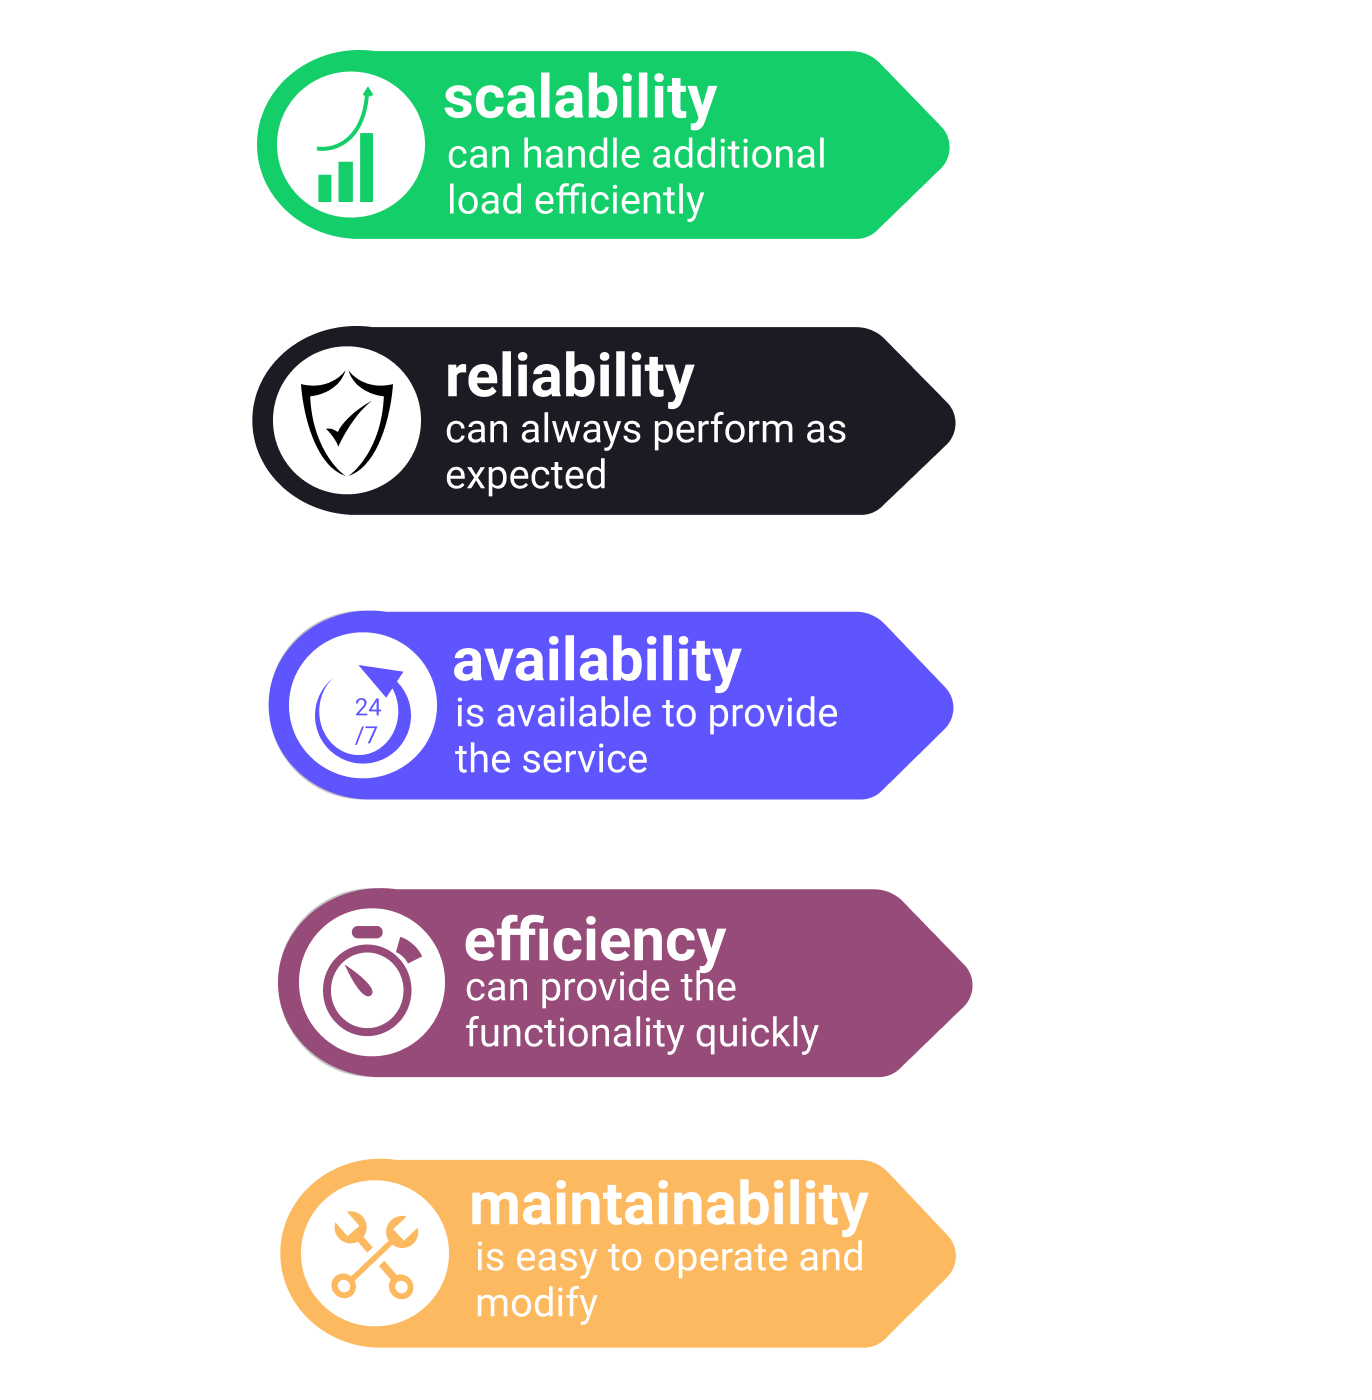 scalability
can handle additional
load efficiently
reliability
can always perform as
expected
availability
is available to provide
the service
24
/7
efficiency
can provide the
functionality quickly
maintainability
is easy to operate and
modify